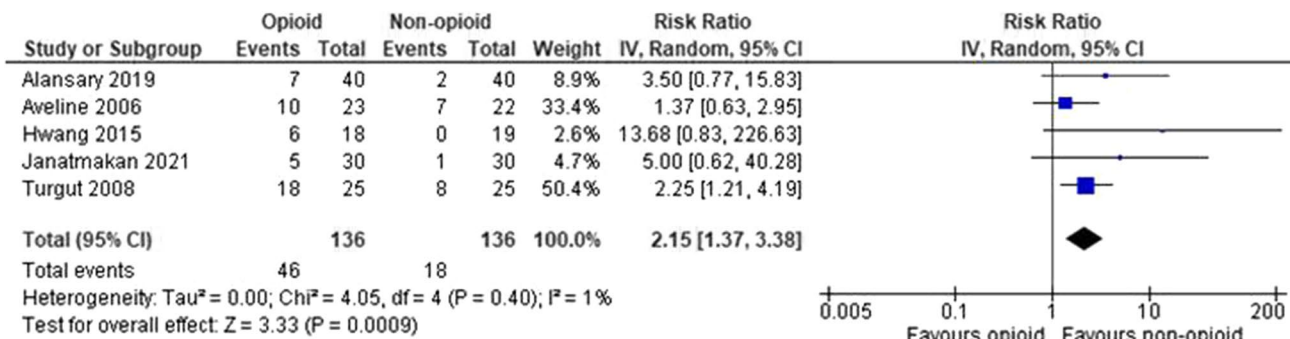 Opioid Non-opioid Risk Ratio Risk Ratio
Study or Subgroup Events Total Events Total Weight IV, Random, 95% CI IV, Random, 95% CI
Alansary 2019 7 40 2 40 8.9% 3.50 [0.77, 15.83]
Aveline 2006 10 23 7 22 33.4% 1.37 [0.63, 2.95]
Hwang 2015 6 18 0 19 2.6% 13.68 [0.83, 226.63]
Janatmakan 2021 5 30 1 30 4.7% 5.00 [0.62, 40.28]
Turgut 2008 18 25 8 25 50.4% 2.25 [1.21, 4.19]
Total (95% CI) 136 136 100.0% 2.15 [1.37, 3.38]
Total events 46 18
Heterogeneity: Tau² = 0.00; Chi² = 4.05, df = 4 (P = 0.40); I² = 1%
Test for overall effect: Z = 3.33 (P = 0.0009)
0.005 0.1 1 10 200
Favours opioid Favours non-opioid